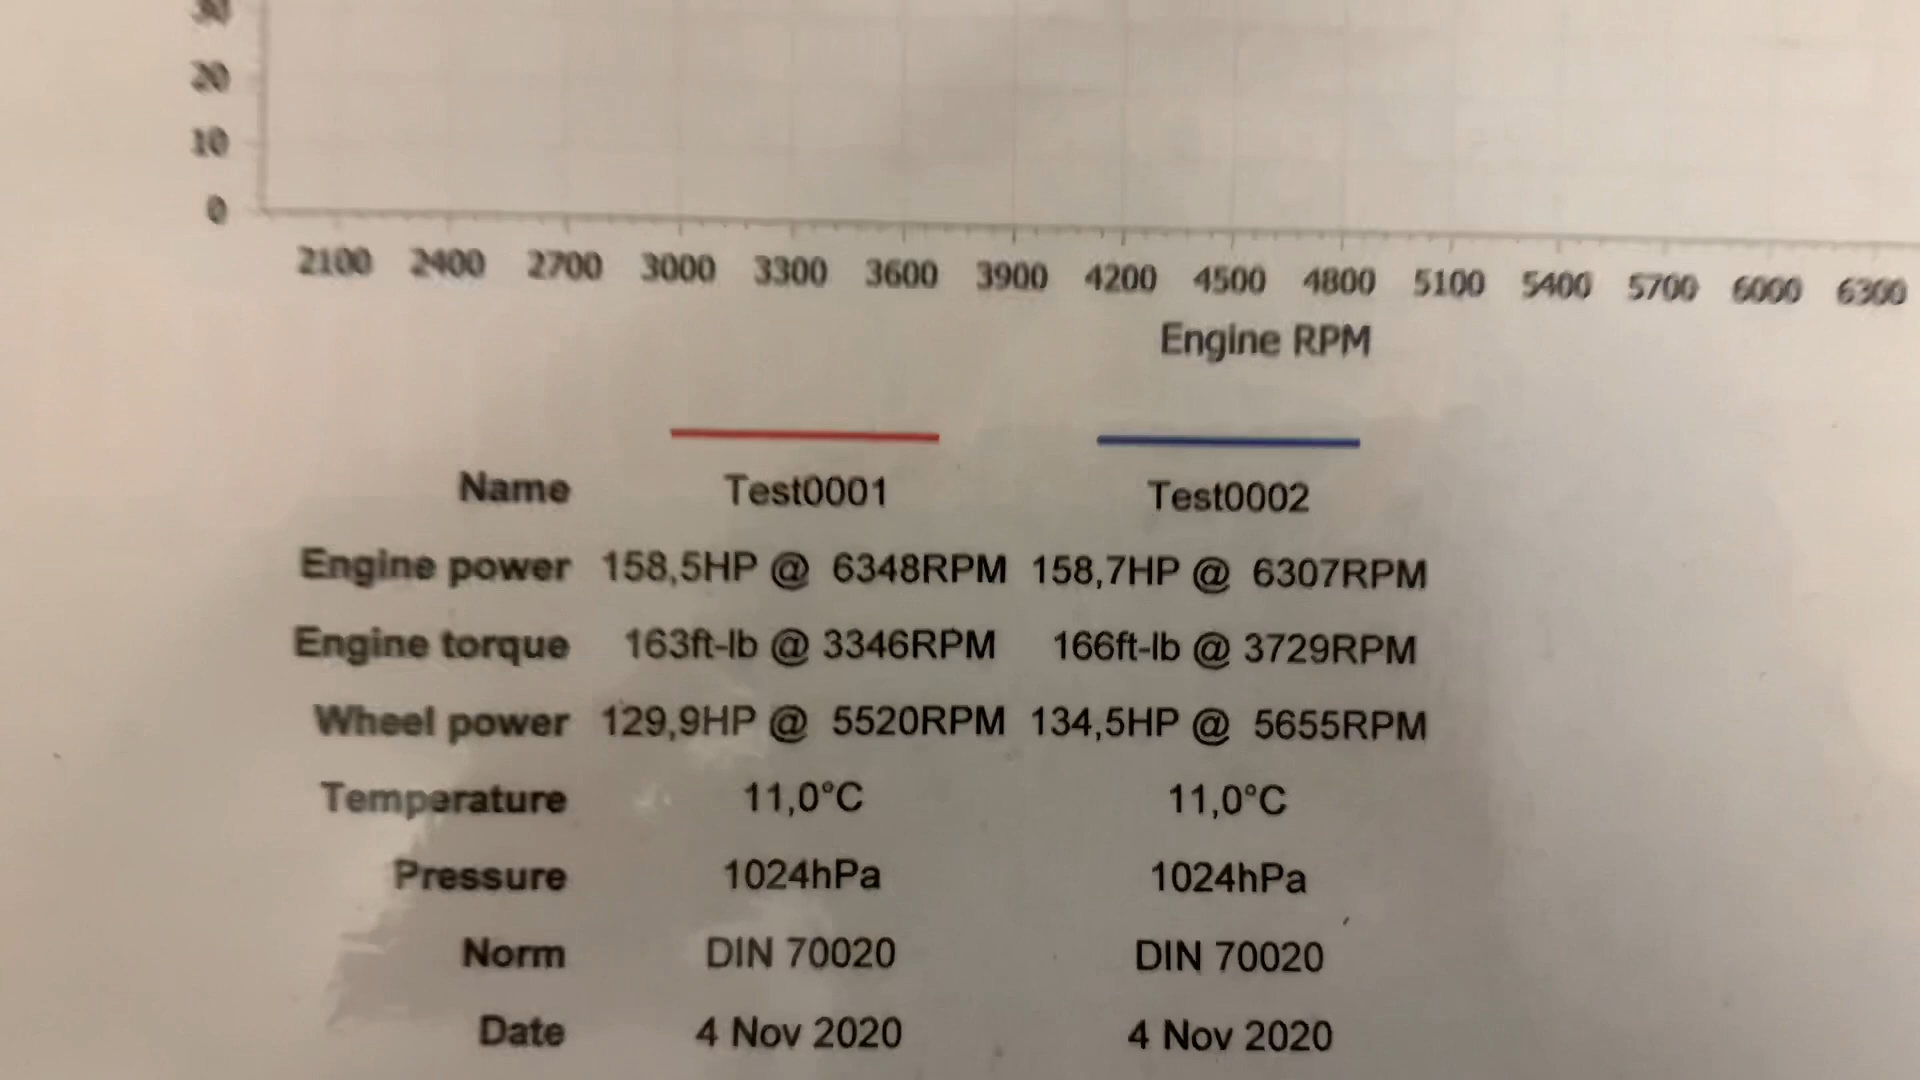 30
20
10
0
2100 2400 2700 3000 3300 3600 3900 4200 4500 4800 5100 5400 5700 6000 6300
Engine RPM
Name Test0001 Test0002
Engine power 158,5HP @ 6348RPM 158,7HP @ 6307RPM
Engine torque 163ft-lb @ 3346RPM 166ft-lb @ 3729RPM
Wheel power 129,9HP @ 5520RPM 134,5HP @ 5655RPM
Temperature 11,0°C 11,0°C
Pressure 1024hPa 1024hPa
Norm DIN 70020 DIN 70020
Date 4 Nov 2020 4 Nov 2020